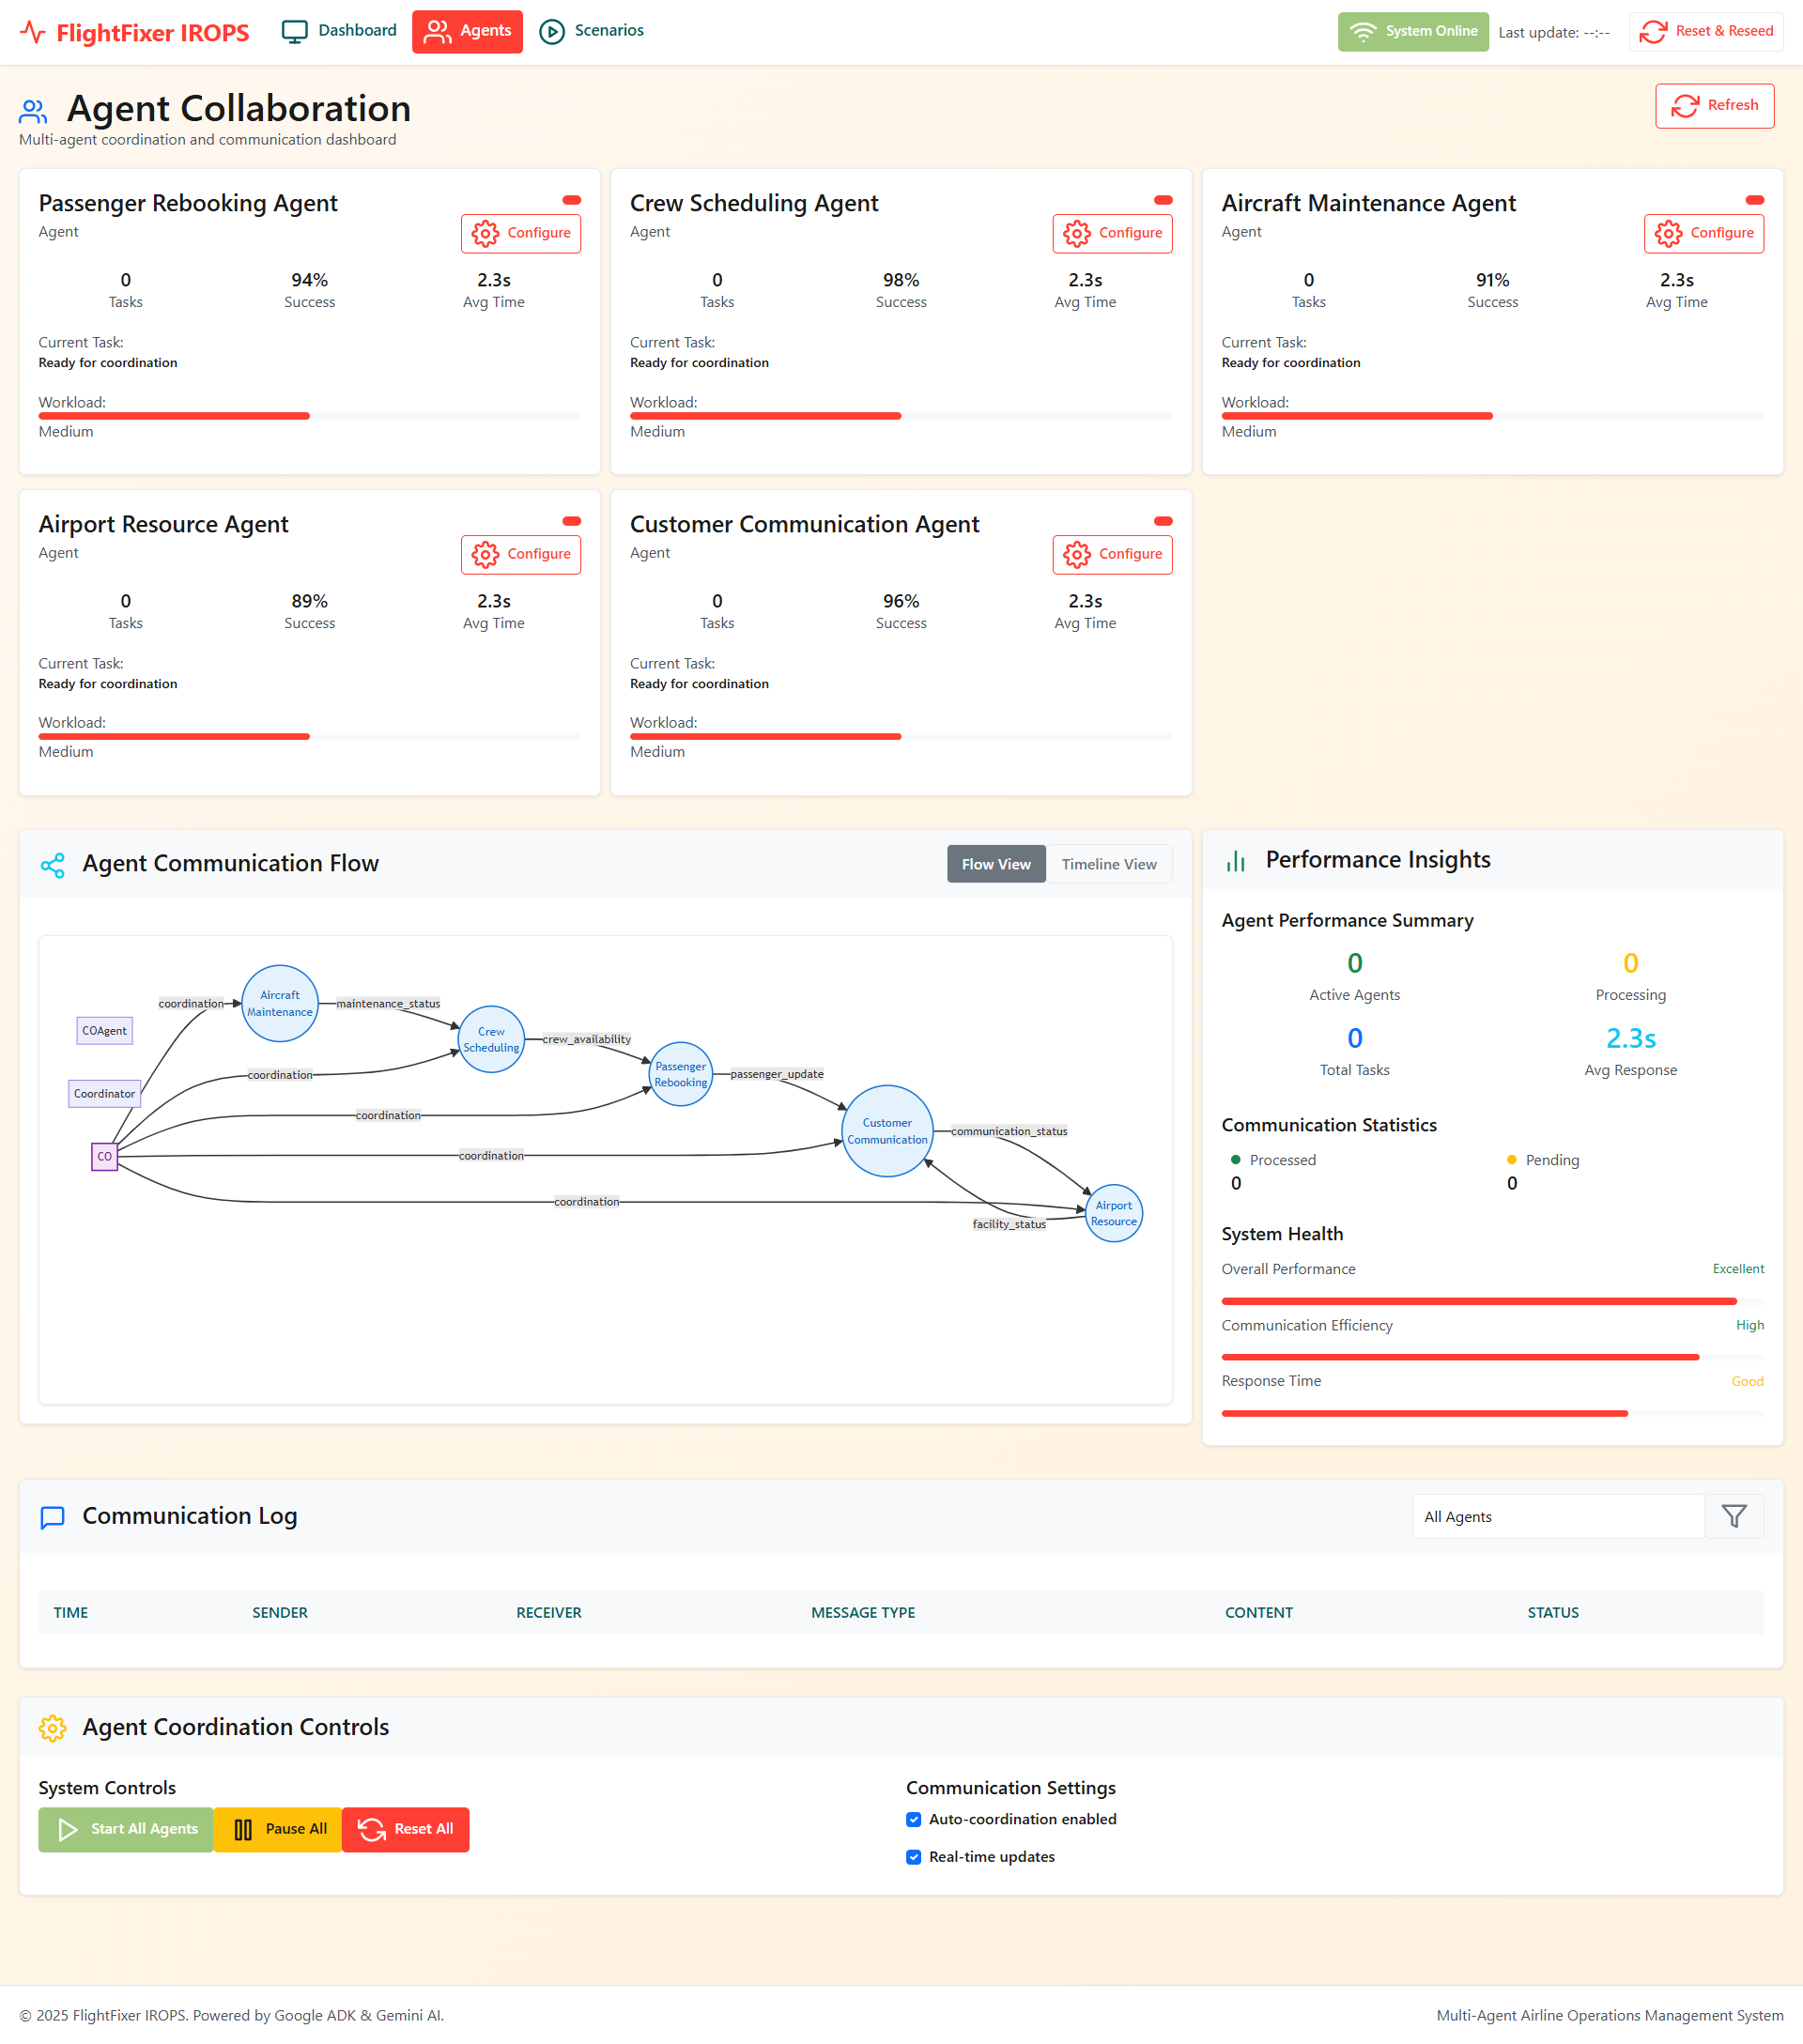 FlightFixer IROPS
Dashboard
Agents
Scenarios
System Online
Last update: --:--
Reset & Reseed
Agent Collaboration
Multi-agent coordination and communication dashboard
Refresh
Passenger Rebooking Agent
Agent
Configure
0
Tasks
94%
Success
2.3s
Avg Time
Current Task:
Ready for coordination
Workload:
Medium
Crew Scheduling Agent
Agent
Configure
0
Tasks
98%
Success
2.3s
Avg Time
Current Task:
Ready for coordination
Workload:
Medium
Aircraft Maintenance Agent
Agent
Configure
0
Tasks
91%
Success
2.3s
Avg Time
Current Task:
Ready for coordination
Workload:
Medium
Airport Resource Agent
Agent
Configure
0
Tasks
89%
Success
2.3s
Avg Time
Current Task:
Ready for coordination
Workload:
Medium
Customer Communication Agent
Agent
Configure
0
Tasks
96%
Success
2.3s
Avg Time
Current Task:
Ready for coordination
Workload:
Medium
Agent Communication Flow
Flow View
Timeline View
COAgent
Coordinator
CO
coordination
Aircraft
Maintenance
maintenance_status
coordination
Crew
Scheduling
crew_availability
coordination
Passenger
Rebooking
passenger_update
coordination
Customer
Communication
communication_status
coordination
facility_status
Airport
Resource
Performance Insights
Agent Performance Summary
0
Active Agents
0
Processing
0
Total Tasks
2.3s
Avg Response
Communication Statistics
Processed
0
Pending
0
System Health
Overall Performance
Excellent
Communication Efficiency
High
Response Time
Good
Communication Log
All Agents
TIME
SENDER
RECEIVER
MESSAGE TYPE
CONTENT
STATUS
Agent Coordination Controls
System Controls
Start All Agents
Pause All
Reset All
Communication Settings
Auto-coordination enabled
Real-time updates
© 2025 FlightFixer IROPS. Powered by Google ADK & Gemini AI.
Multi-Agent Airline Operations Management System